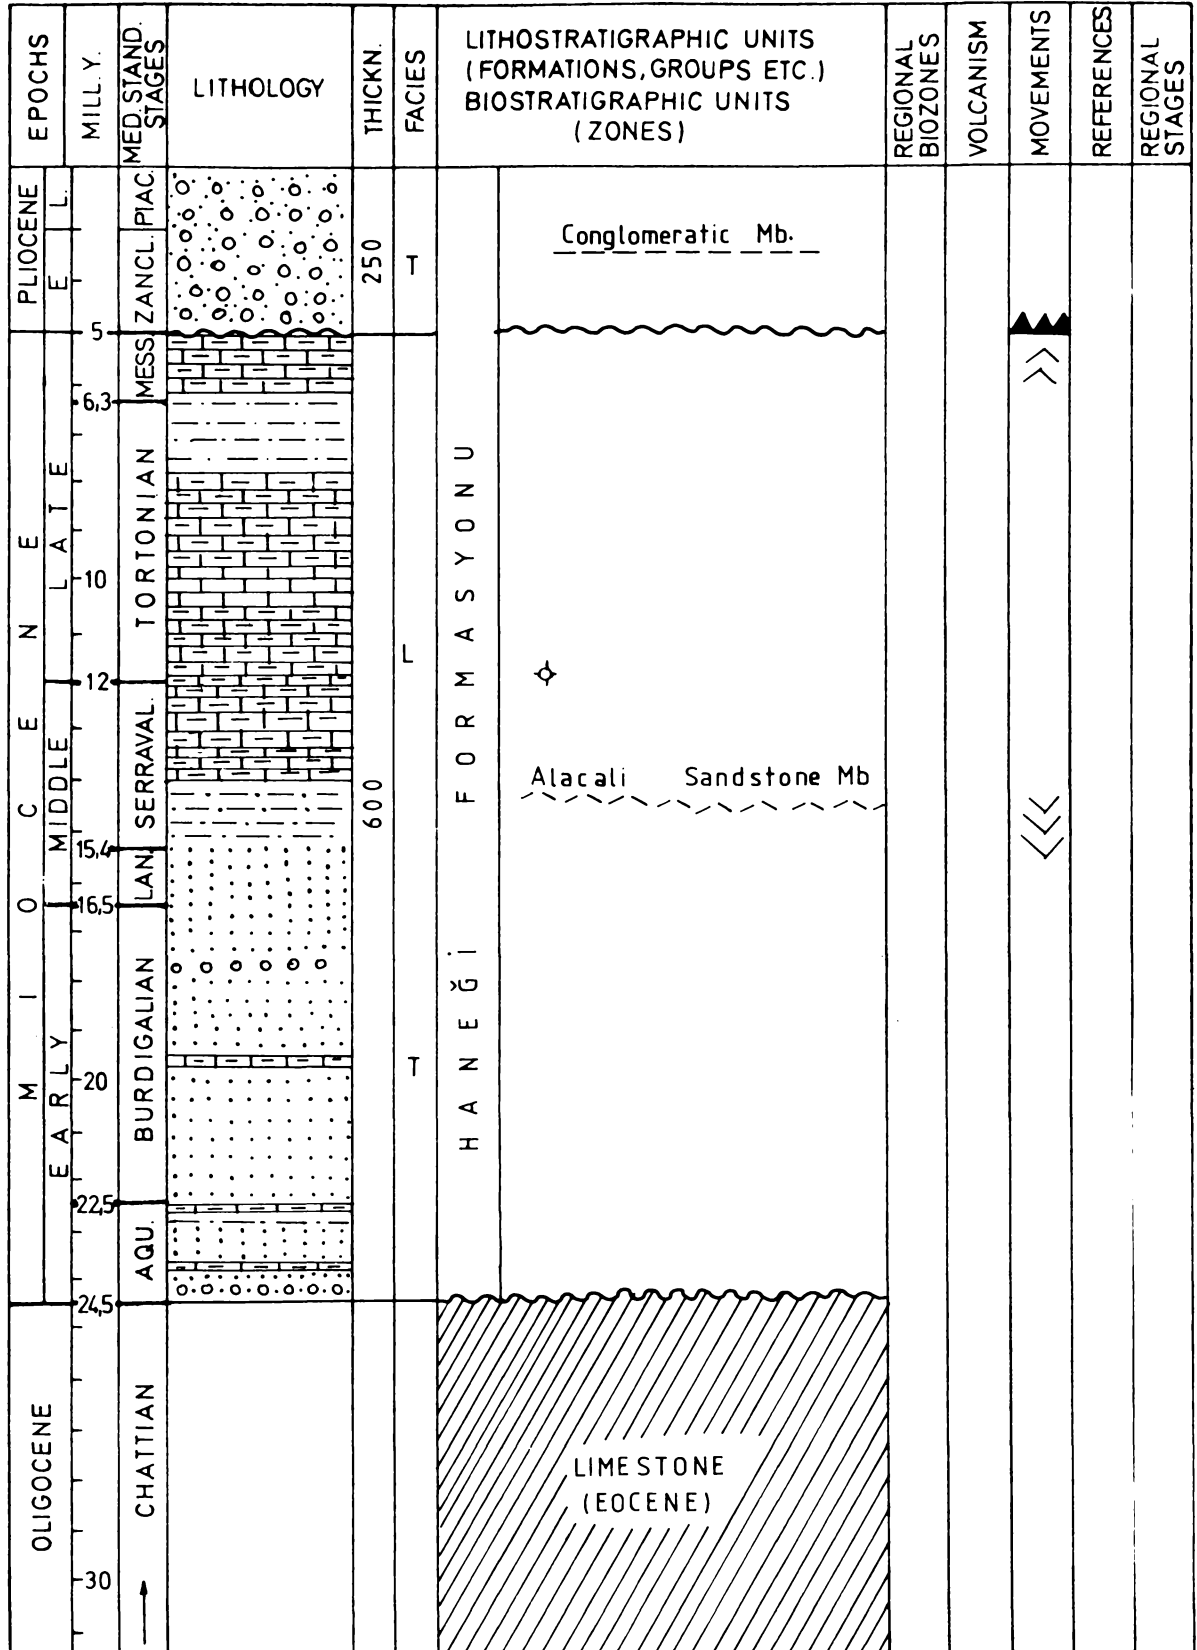 EPOCHS
MILL.Y.
MED.STAND.
STAGES
LITHOLOGY
THICKN.
FACIES
LITHOSTRATIGRAPHIC UNITS
(FORMATIONS, GROUPS ETC.)
BIOSTRATIGRAPHIC UNITS
(ZONES)
REGIONAL
BIOZONES
VOLCANISM
MOVEMENTS
REFERENCES
REGIONAL
STAGES
PLIOCENE
L.
E
PIAC.
ZANCL.
250
T
Conglomeratic Mb.
5
MIOCENE
LATE
MESS.
6,3
TORTONIAN
10
L
12
MIDDLE
SERRAVAL.
600
HANEĞİ FORMASYONU
Alacali Sandstone Mb
15,4
LAN.
16,5
EARLY
BURDIGALIAN
T
20
22,5
AQU.
24,5
OLIGOCENE
CHATTIAN
LIMESTONE
(EOCENE)
30